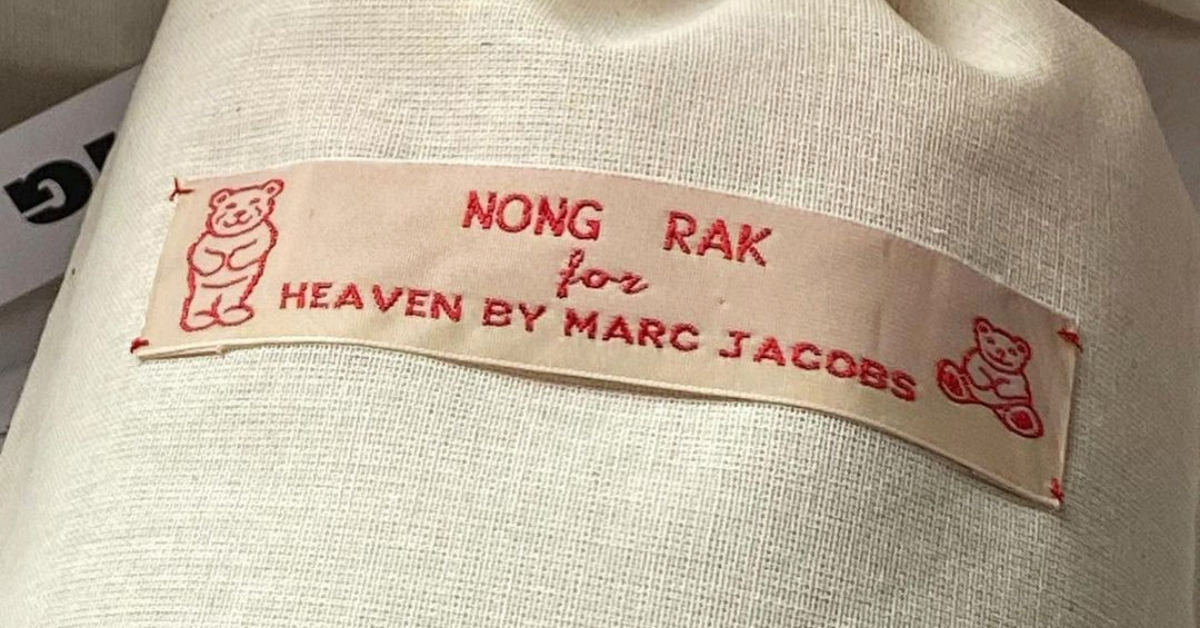 NONG RAK
for
HEAVEN BY MARC JACOBS